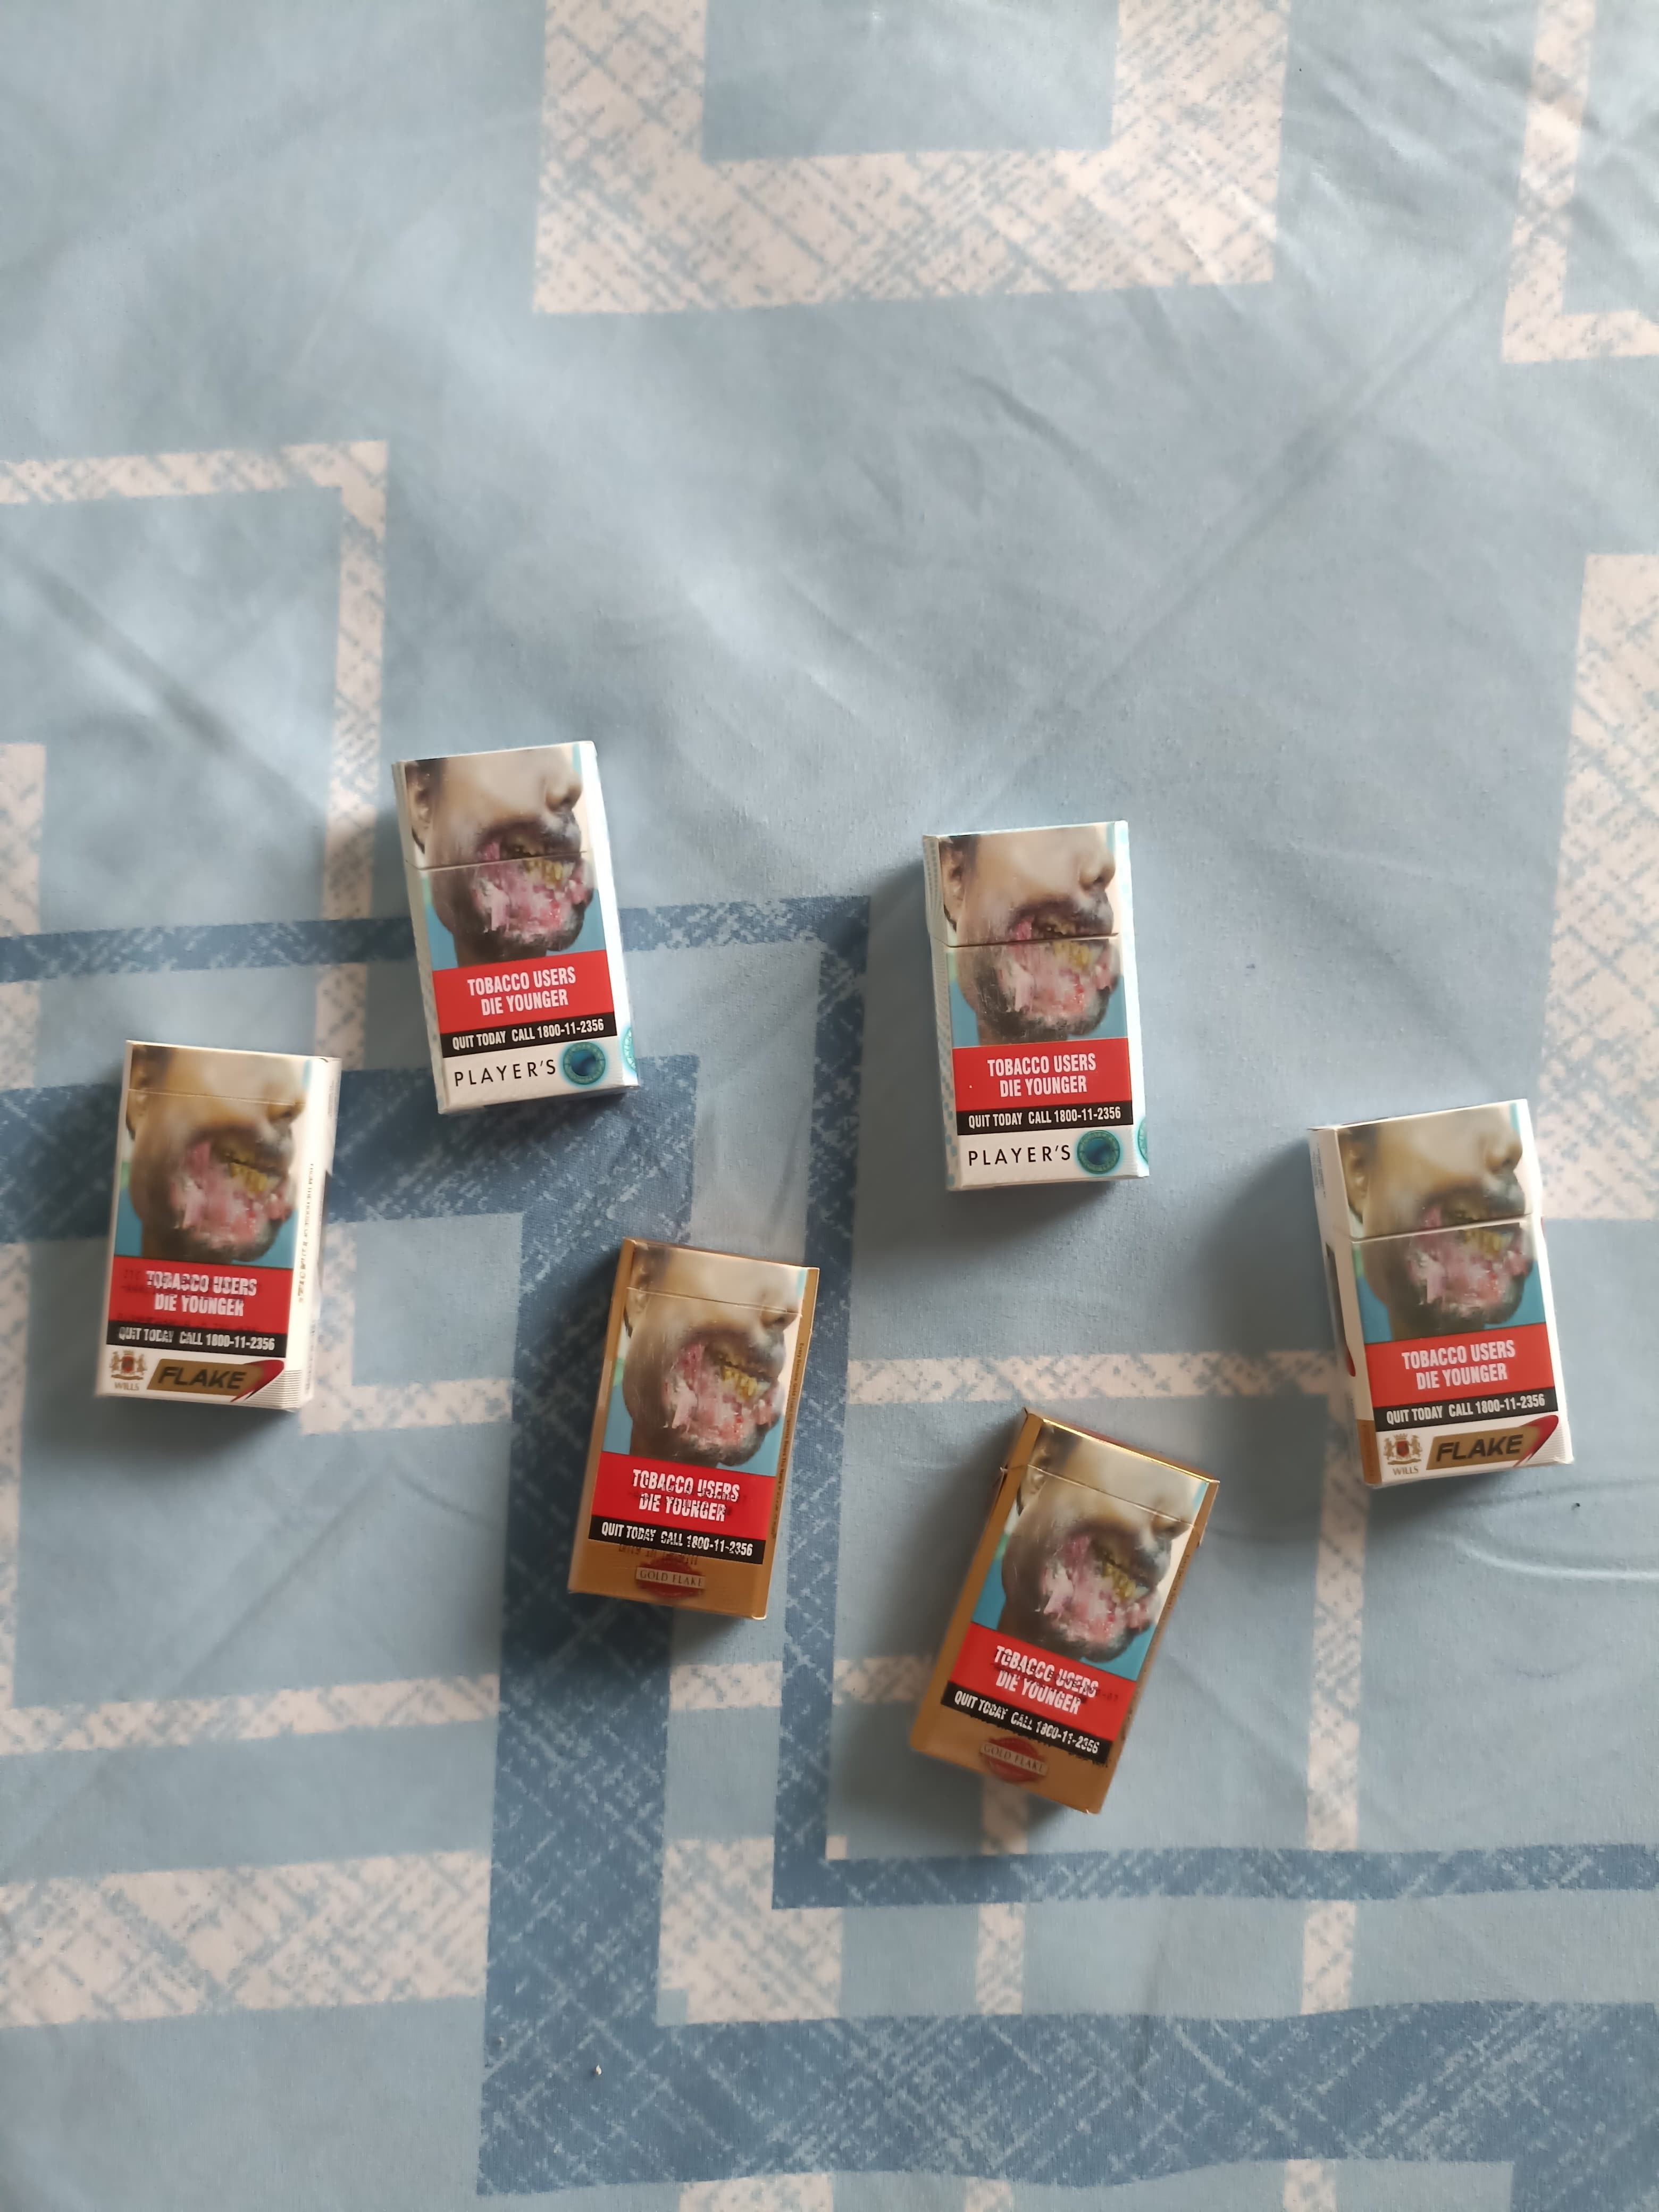 TOBACCO USERS
DIE YOUNGER
QUIT TODAY CALL 1800-11-2356
PLAYER'S
TOBACCO USERS
DIE YOUNGER
QUIT TODAY CALL 1800-11-2356
PLAYER'S
TOBACCO USERS
DIE YOUNGER
QUIT TODAY CALL 1800-11-2356
WILLS
FLAKE
TOBACCO USERS
DIE YOUNGER
QUIT TODAY CALL 1800-11-2356
GOLD FLAKE
TOBACCO USERS
DIE YOUNGER
QUIT TODAY CALL 1800-11-2356
WILLS
FLAKE
TOBACCO USERS
DIE YOUNGER
QUIT TODAY CALL 1800-11-2356
GOLD FLAKE